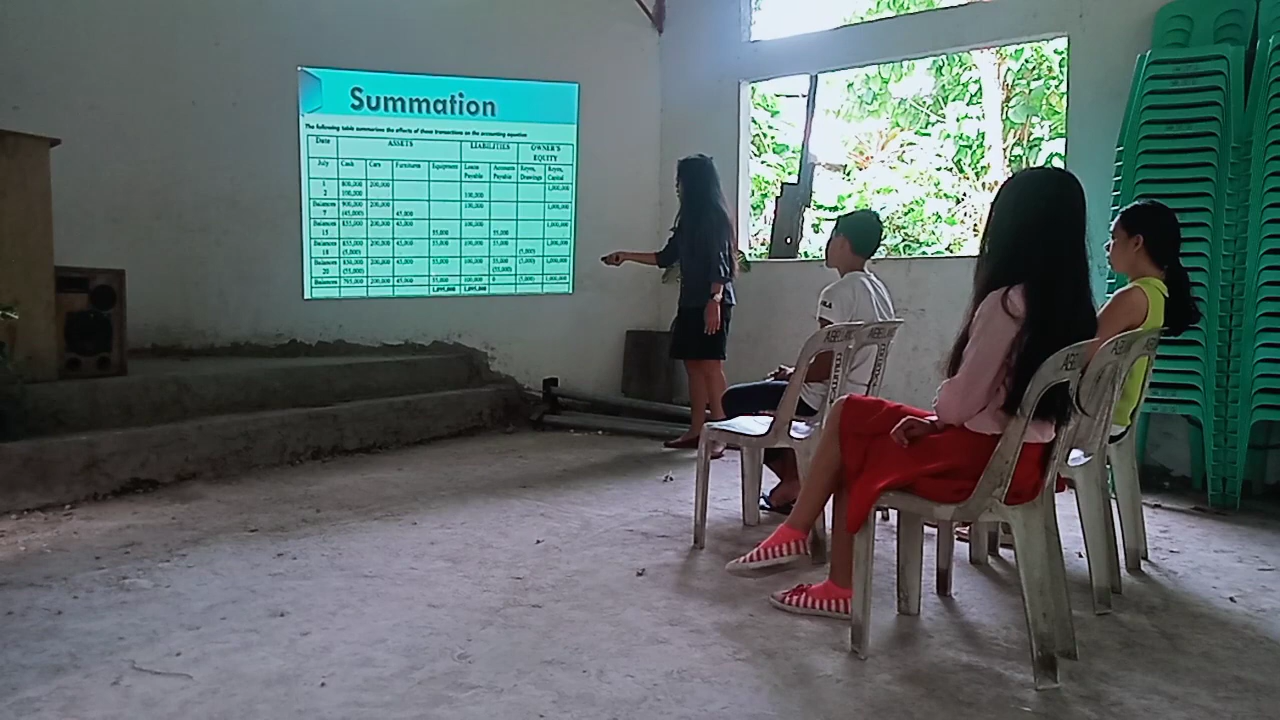 Summation
The following table summarizes the effects of these transactions on the accounting equation
Date ASSETS LIABILITIES OWNER'S EQUITY
July Cash Cars Furnitures Equipment Loans Payable Accounts Payable Reyes, Drawings Reyes, Capital
1 800,000 200,000 1,000,000
2 100,000 100,000
Balances 900,000 200,000 100,000 1,000,000
7 (45,000) 45,000
Balances 855,000 200,000 45,000 100,000 1,000,000
15 55,000 55,000
Balances 855,000 200,000 45,000 55,000 100,000 55,000 1,000,000
18 (5,000) (5,000)
Balances 850,000 200,000 45,000 55,000 100,000 55,000 (5,000) 1,000,000
20 (55,000) (55,000)
Balances 795,000 200,000 45,000 55,000 100,000 0 (5,000) 1,000,000
1,095,000 1,095,000